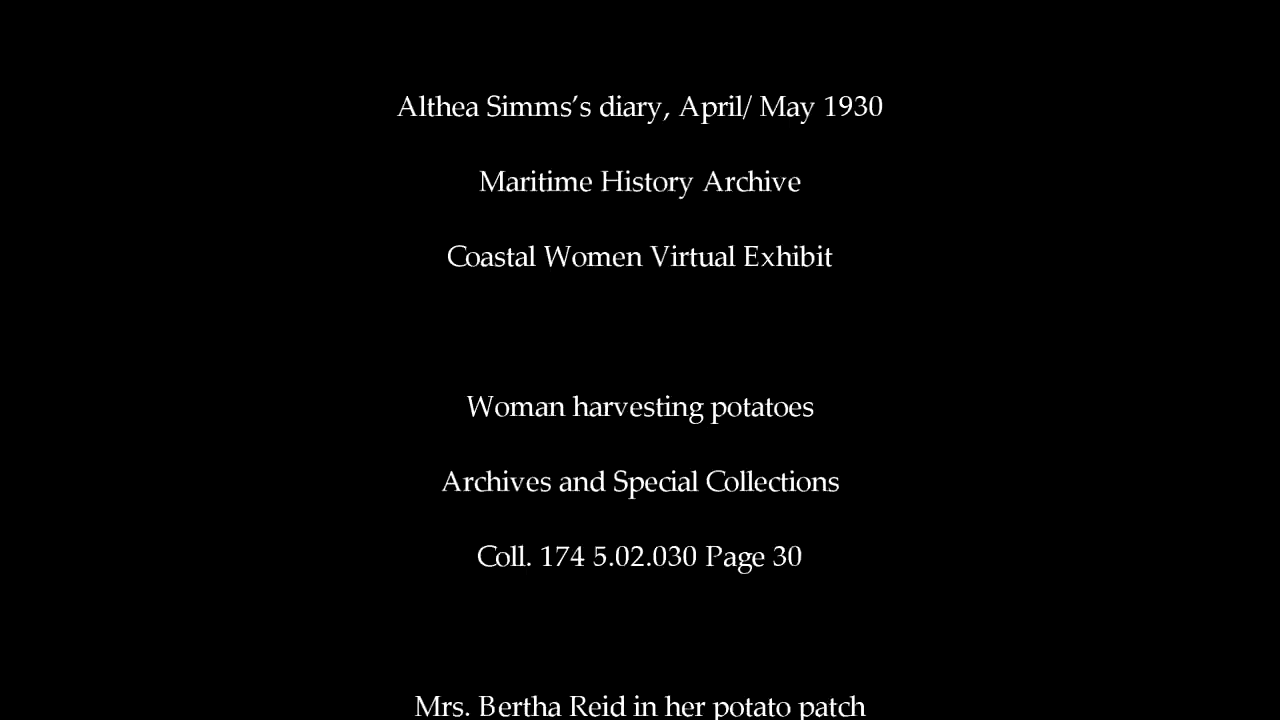 Althea Simms’s diary, April/ May 1930
Maritime History Archive
Coastal Women Virtual Exhibit
Woman harvesting potatoes
Archives and Special Collections
Coll. 174 5.02.030 Page 30
Mrs. Bertha Reid in her potato patch